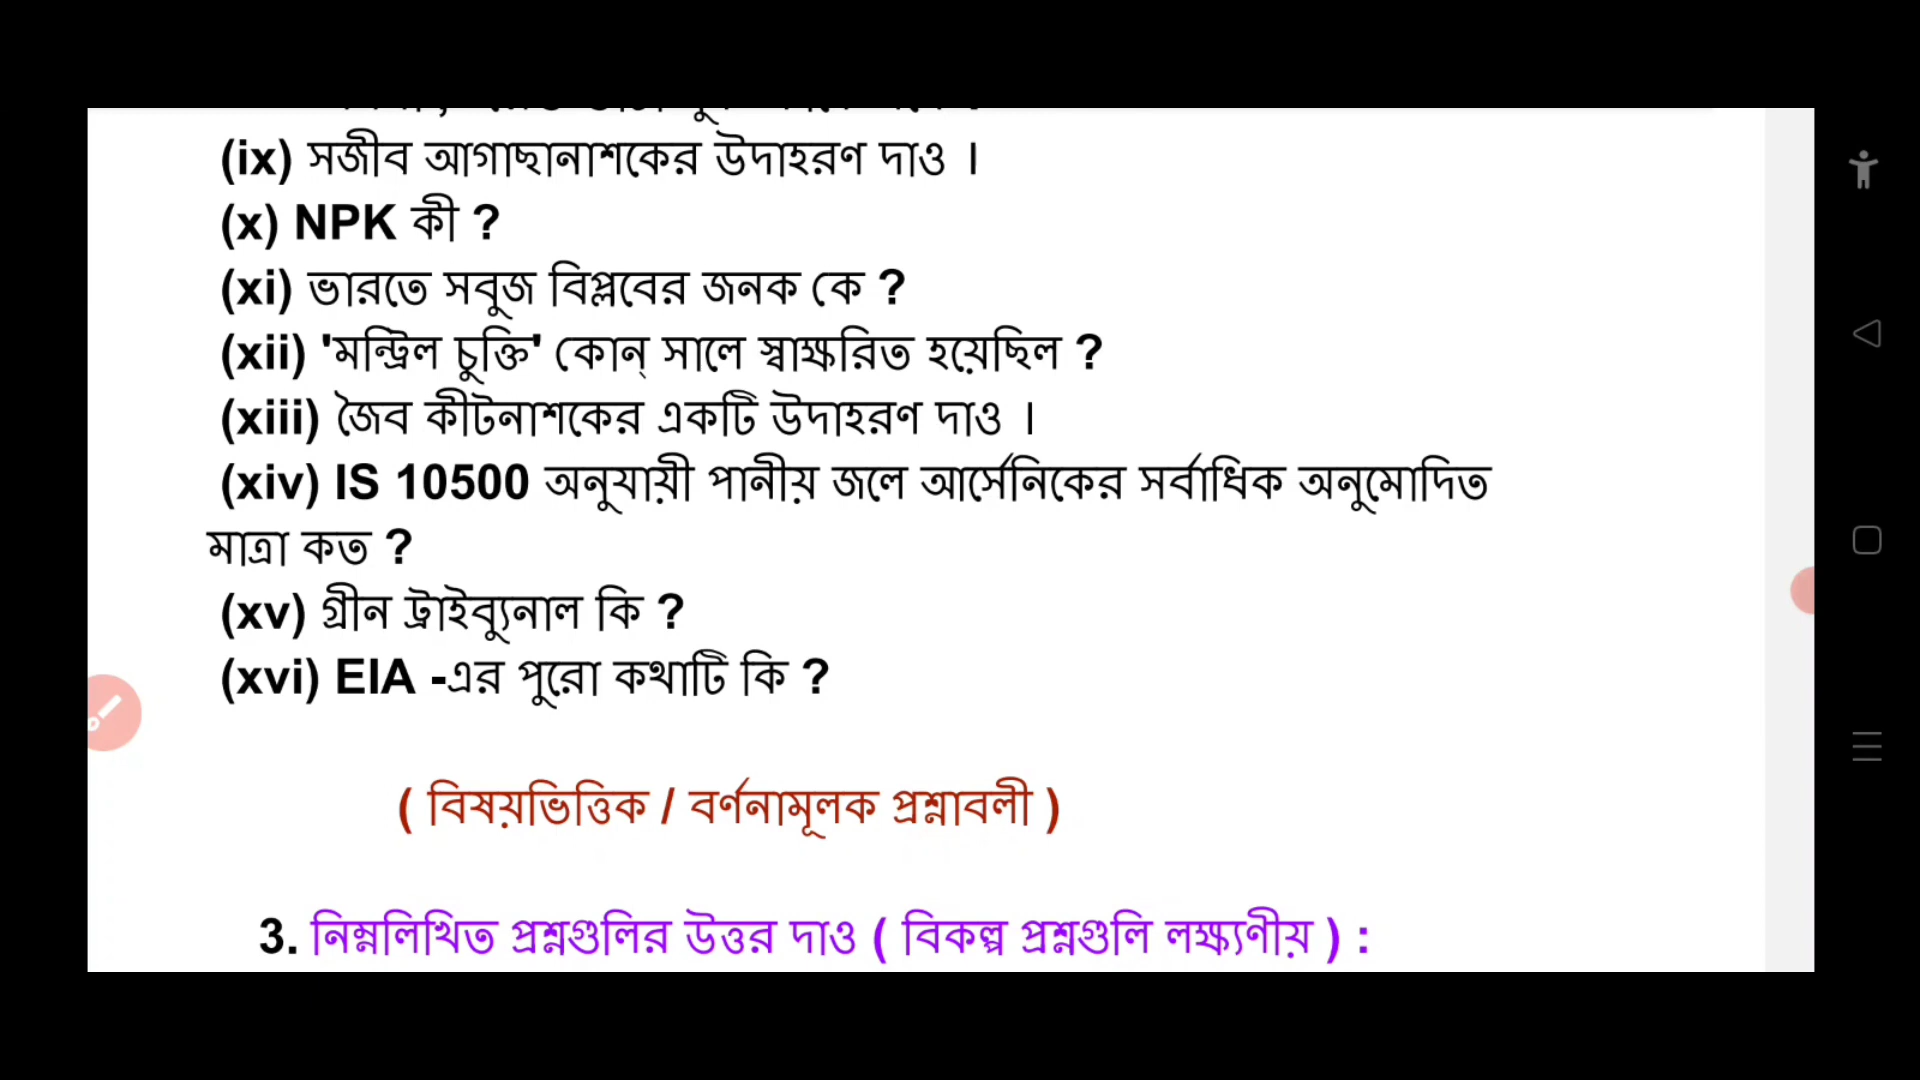 (ix) সজীব আগাছানাশকের উদাহরণ দাও ।
(x) NPK কী ?
(xi) ভারতে সবুজ বিপ্লবের জনক কে ?
(xii) 'মন্ট্রিল চুক্তি' কোন্ সালে স্বাক্ষরিত হয়েছিল ?
(xiii) জৈব কীটনাশকের একটি উদাহরণ দাও ।
(xiv) IS 10500 অনুযায়ী পানীয় জলে আর্সেনিকের সর্বাধিক অনুমোদিত
মাত্রা কত ?
(xv) গ্রীন ট্রাইব্যুনাল কি ?
(xvi) EIA -এর পুরো কথাটি কি ?
( বিষয়ভিত্তিক / বর্ণনামূলক প্রশ্নাবলী )
3. নিম্নলিখিত প্রশ্নগুলির উত্তর দাও ( বিকল্প প্রশ্নগুলি লক্ষ্যণীয় ) :